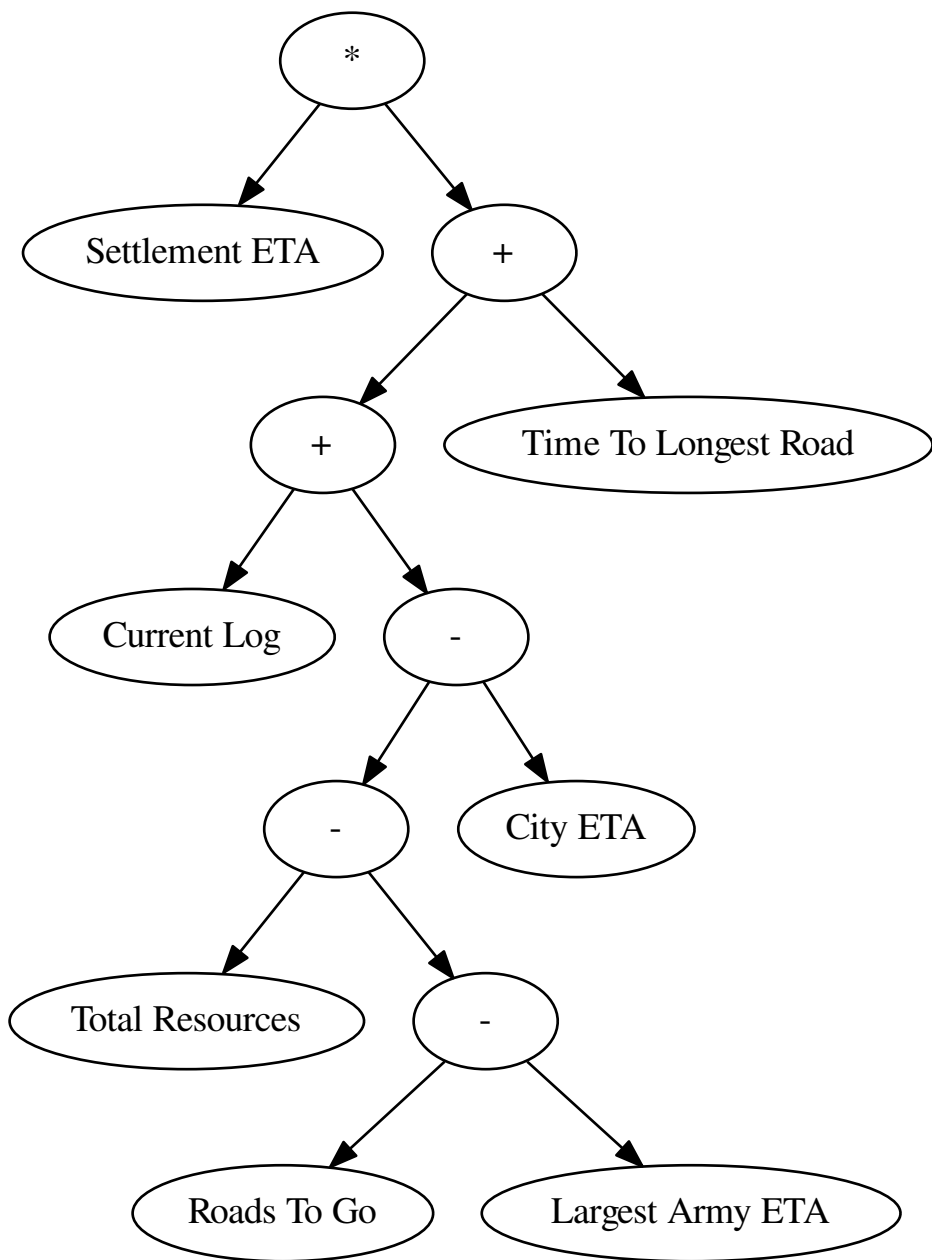 *
Settlement ETA
+
+
Time To Longest Road
Current Log
-
-
City ETA
Total Resources
-
Roads To Go
Largest Army ETA